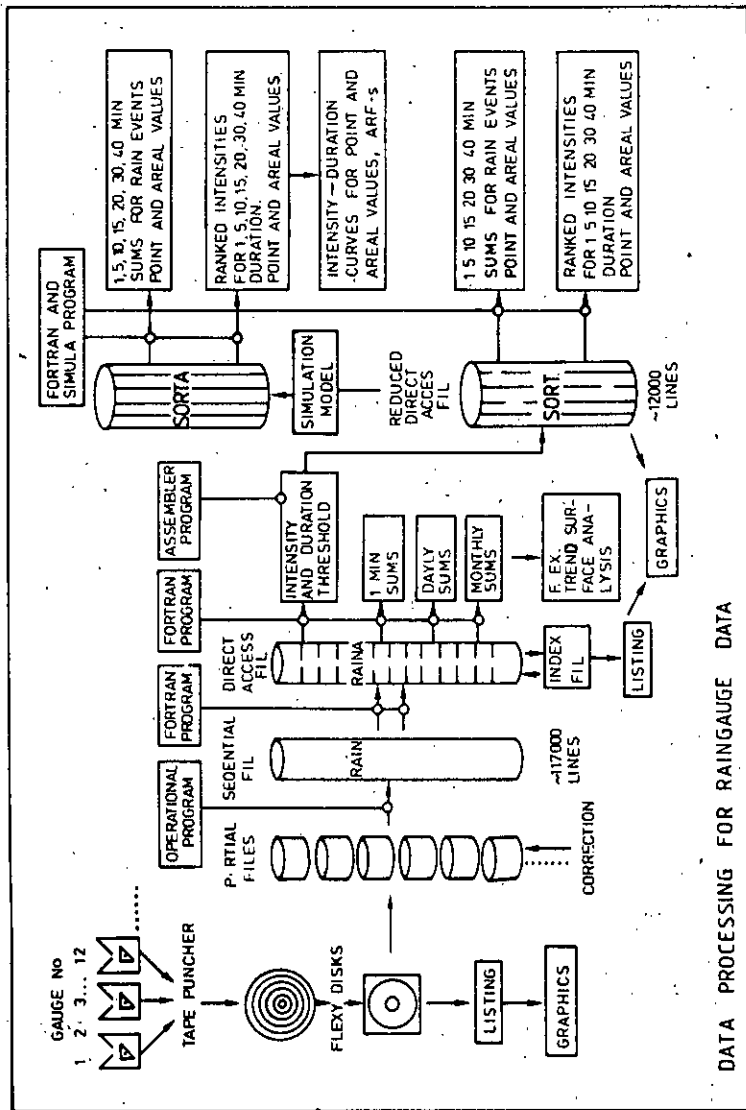 GAUGE NO
1 2 3... 12
TAPE PUNCHER
FLEXY DISKS
LISTING
GRAPHICS
OPERATIONAL
PROGRAM
P-RTIAL
FILES
CORRECTION
SEQENTIAL
FIL
RAIN
~117000
LINES
FORTRAN
PROGRAM
DIRECT
ACCESS
FIL
RAINA
INDEX
FIL
LISTING
GRAPHICS
FORTRAN
PROGRAM
ASSEMBLER
PROGRAM
INTENSITY
AND DURATION
THRESHOLD
1 MIN
SUMS
DAYLY
SUMS
MONTHLY
SUMS
F. EX.
TREND SUR-
FACE ANA-
LYSIS
FORTRAN AND
SIMULA PROGRAM
SORTA
SIMULATION
MODEL
REDUCED
DIRECT
ACCES
FIL
SORT
~12000
LINES
1, 5, 10, 15, 20, 30, 40 MIN
SUMS FOR RAIN EVENTS
POINT AND AREAL VALUES
RANKED INTENSITIES
FOR 1, 5, 10, 15, 20, 30, 40 MIN
DURATION.
POINT AND AREAL VALUES
INTENSITY-DURATION
-CURVES FOR POINT AND
AREAL VALUES, ARF-s
1 5 10 15 20 30 40 MIN
SUMS FOR RAIN EVENTS
POINT AND AREAL VALUES
RANKED INTENSITIES
FOR 1 5 10 15 20 30 40 MIN
DURATION
POINT AND AREAL VALUES
DATA PROCESSING FOR RAINGAUGE DATA